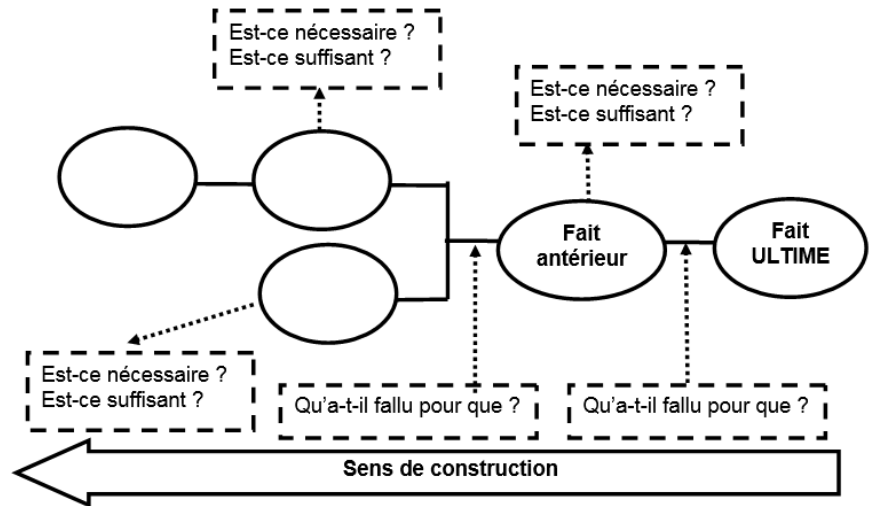 Est-ce nécessaire ?
Est-ce suffisant ?
Est-ce nécessaire ?
Est-ce suffisant ?
Fait
antérieur
Fait
ULTIME
Est-ce nécessaire ?
Est-ce suffisant ?
Qu'a-t-il fallu pour que ?
Qu'a-t-il fallu pour que ?
Sens de construction